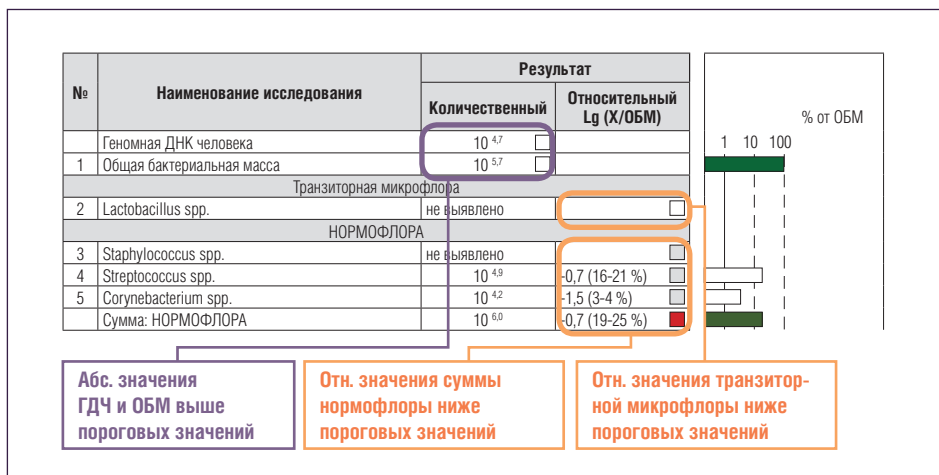 № Наименование исследования Результат
Количественный Относительный Lg (X/ОБМ)
% от ОБМ
Геномная ДНК человека 10 4,7
1 10 100
1 Общая бактериальная масса 10 5,7
Транзиторная микрофлора
2 Lactobacillus spp. не выявлено
НОРМОФЛОРА
3 Staphylococcus spp. не выявлено
4 Streptococcus spp. 10 4,9 -0,7 (16-21 %)
5 Corynebacterium spp. 10 4,2 -1,5 (3-4 %)
Сумма: НОРМОФЛОРА 10 6,0 -0,7 (19-25 %)
Абс. значения
ГДЧ и ОБМ выше
пороговых значений
Отн. значения суммы
нормофлоры ниже
пороговых значений
Отн. значения транзитор-
ной микрофлоры ниже
пороговых значений